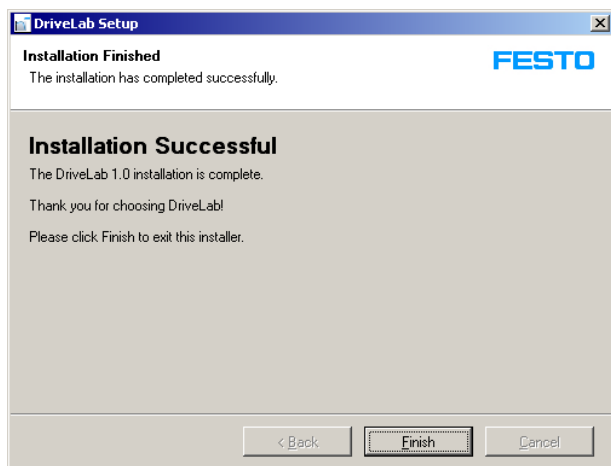 DriveLab Setup
Installation Finished
The installation has completed successfully.
FESTO
Installation Successful
The DriveLab 1.0 installation is complete.
Thank you for choosing DriveLab!
Please click Finish to exit this installer.
< Back
Finish
Cancel